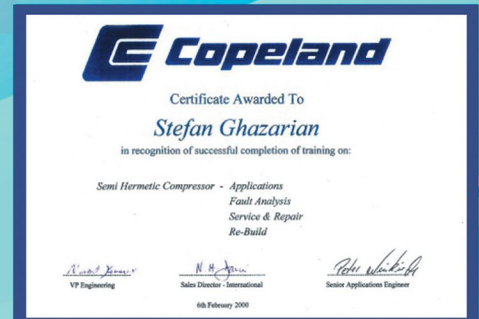 Copeland
Certificate Awarded To
Stefan Ghazarian
in recognition of successful completion of training on:
Semi Hermetic Compressor - Applications
Fault Analysis
Service & Repair
Re-Build
VP Engineering
Sales Director - International
Senior Applications Engineer
6th February 2000